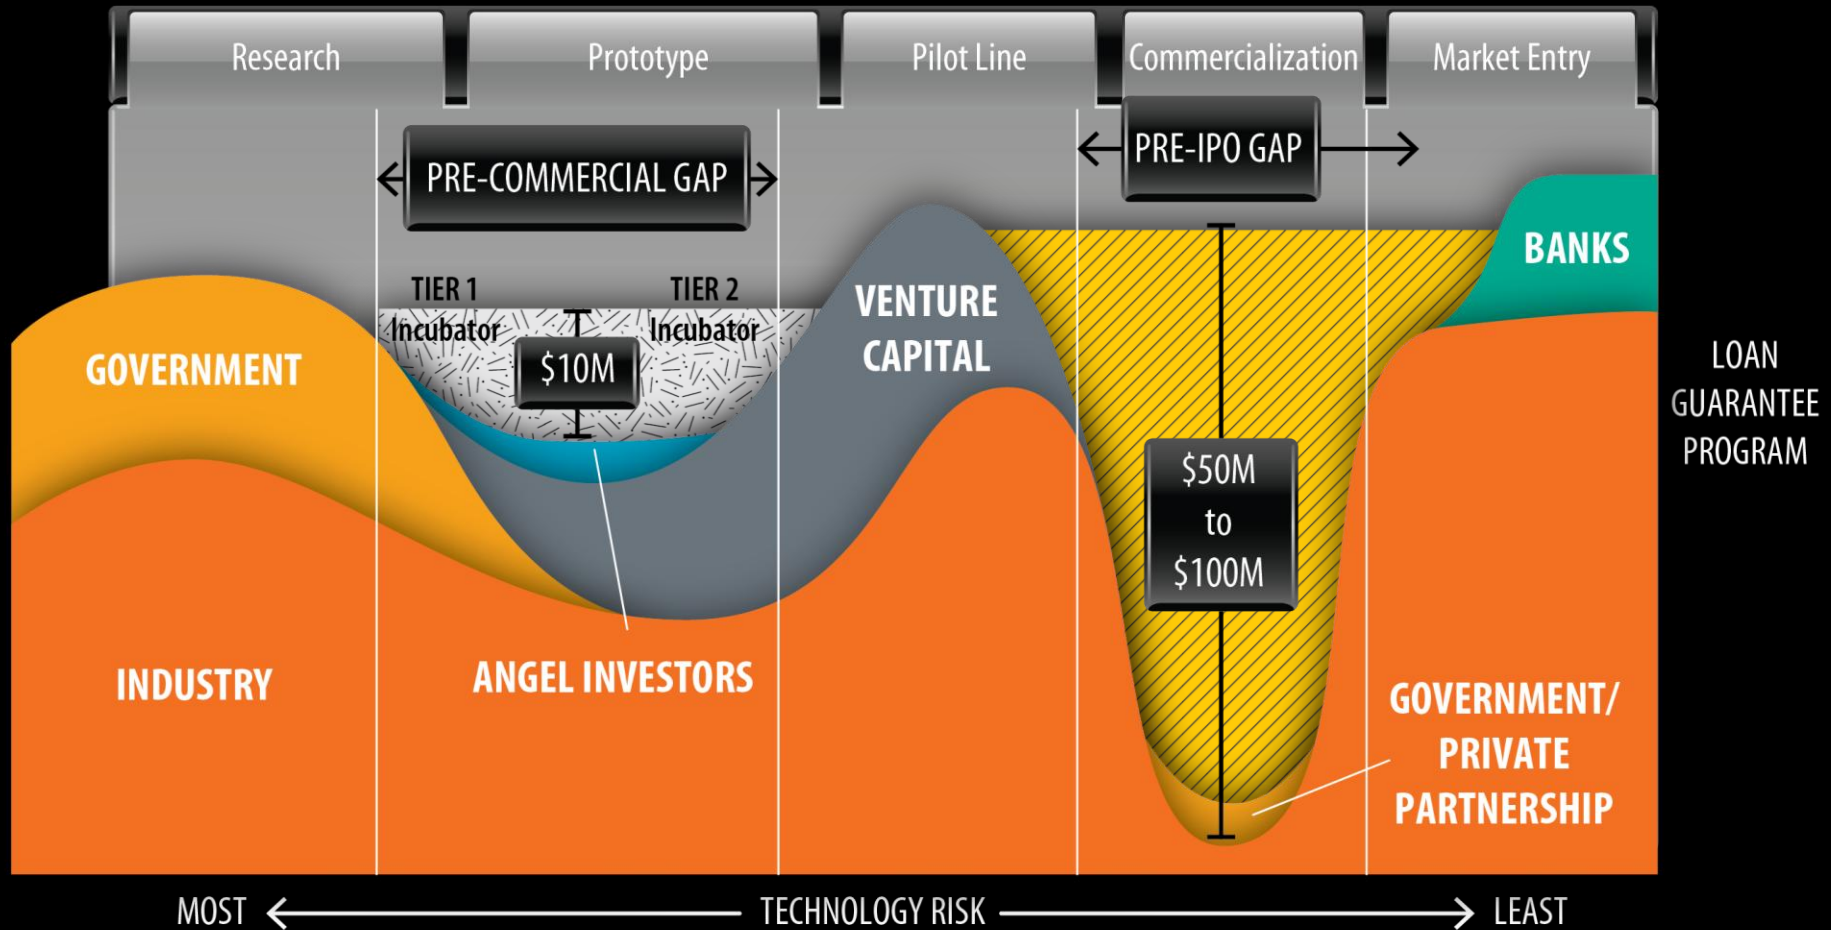 Research
Prototype
Pilot Line
Commercialization
Market Entry
PRE-COMMERCIAL GAP
PRE-IPO GAP
TIER 1
Incubator
TIER 2
Incubator
$10M
GOVERNMENT
VENTURE
CAPITAL
BANKS
LOAN
GUARANTEE
PROGRAM
$50M
to
$100M
INDUSTRY
ANGEL INVESTORS
GOVERNMENT/
PRIVATE
PARTNERSHIP
MOST
TECHNOLOGY RISK
LEAST